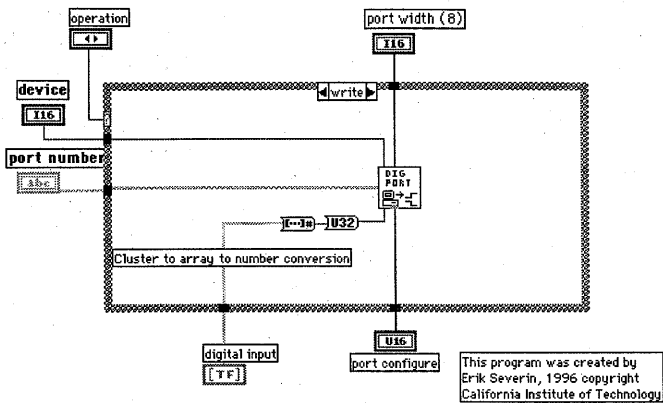 operation
port width (8)
I16
write
device
I16
?
port number
Abc
DIG
PORT
[...]#
U32
Cluster to array to number conversion
digital input
[TF]
U16
port configure
This program was created by
Erik Severin, 1996 copyright
California Institute of Technology